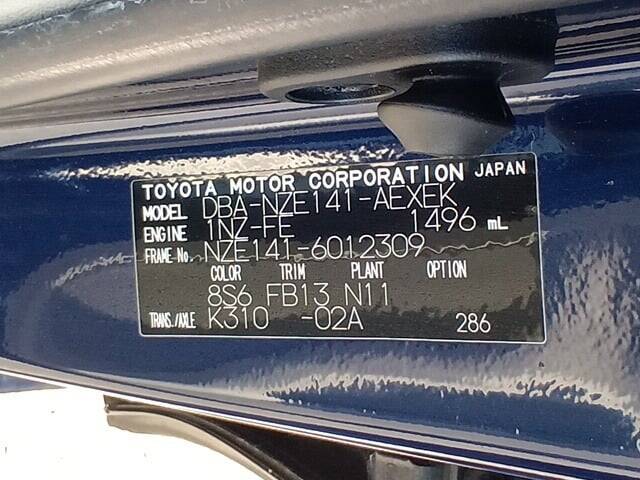 TOYOTA MOTOR CORPORATION JAPAN
MODEL DBA-NZE141-AEXEK
ENGINE 1NZ-FE 1496 mL
FRAME No. NZE141-6012309
COLOR TRIM PLANT OPTION
8S6 FB13 N11
TRANS./AXLE K310 -02A 286